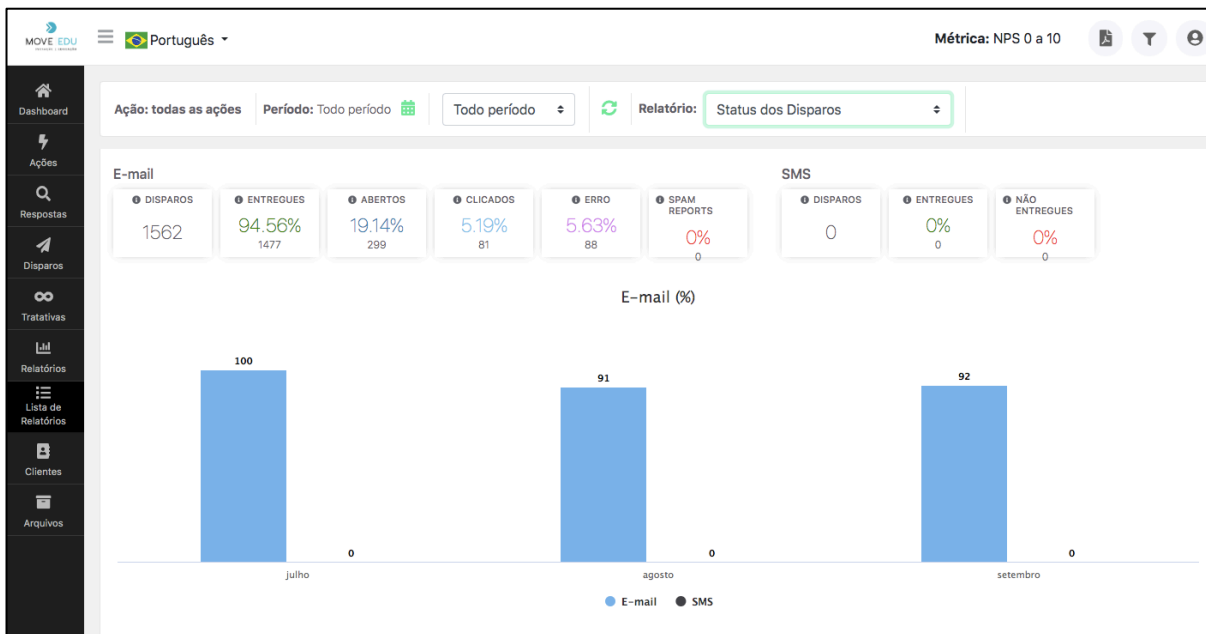 MOVE EDU
Português
Métrica: NPS 0 a 10
Dashboard
Ações
Respostas
Disparos
Tratativas
Relatórios
Lista de
Relatórios
Clientes
Arquivos
Ação: todas as ações Período: Todo período Todo período Relatório: Status dos Disparos
E-mail
DISPAROS
1562
ENTREGUES
94.56%
1477
ABERTOS
19.14%
299
CLICADOS
5.19%
81
ERRO
5.63%
88
SPAM
REPORTS
0%
0
SMS
DISPAROS
0
ENTREGUES
0%
0
NÃO
ENTREGUES
0%
0
E-mail (%)
100
0
91
0
92
0
julho agosto setembro
E-mail SMS